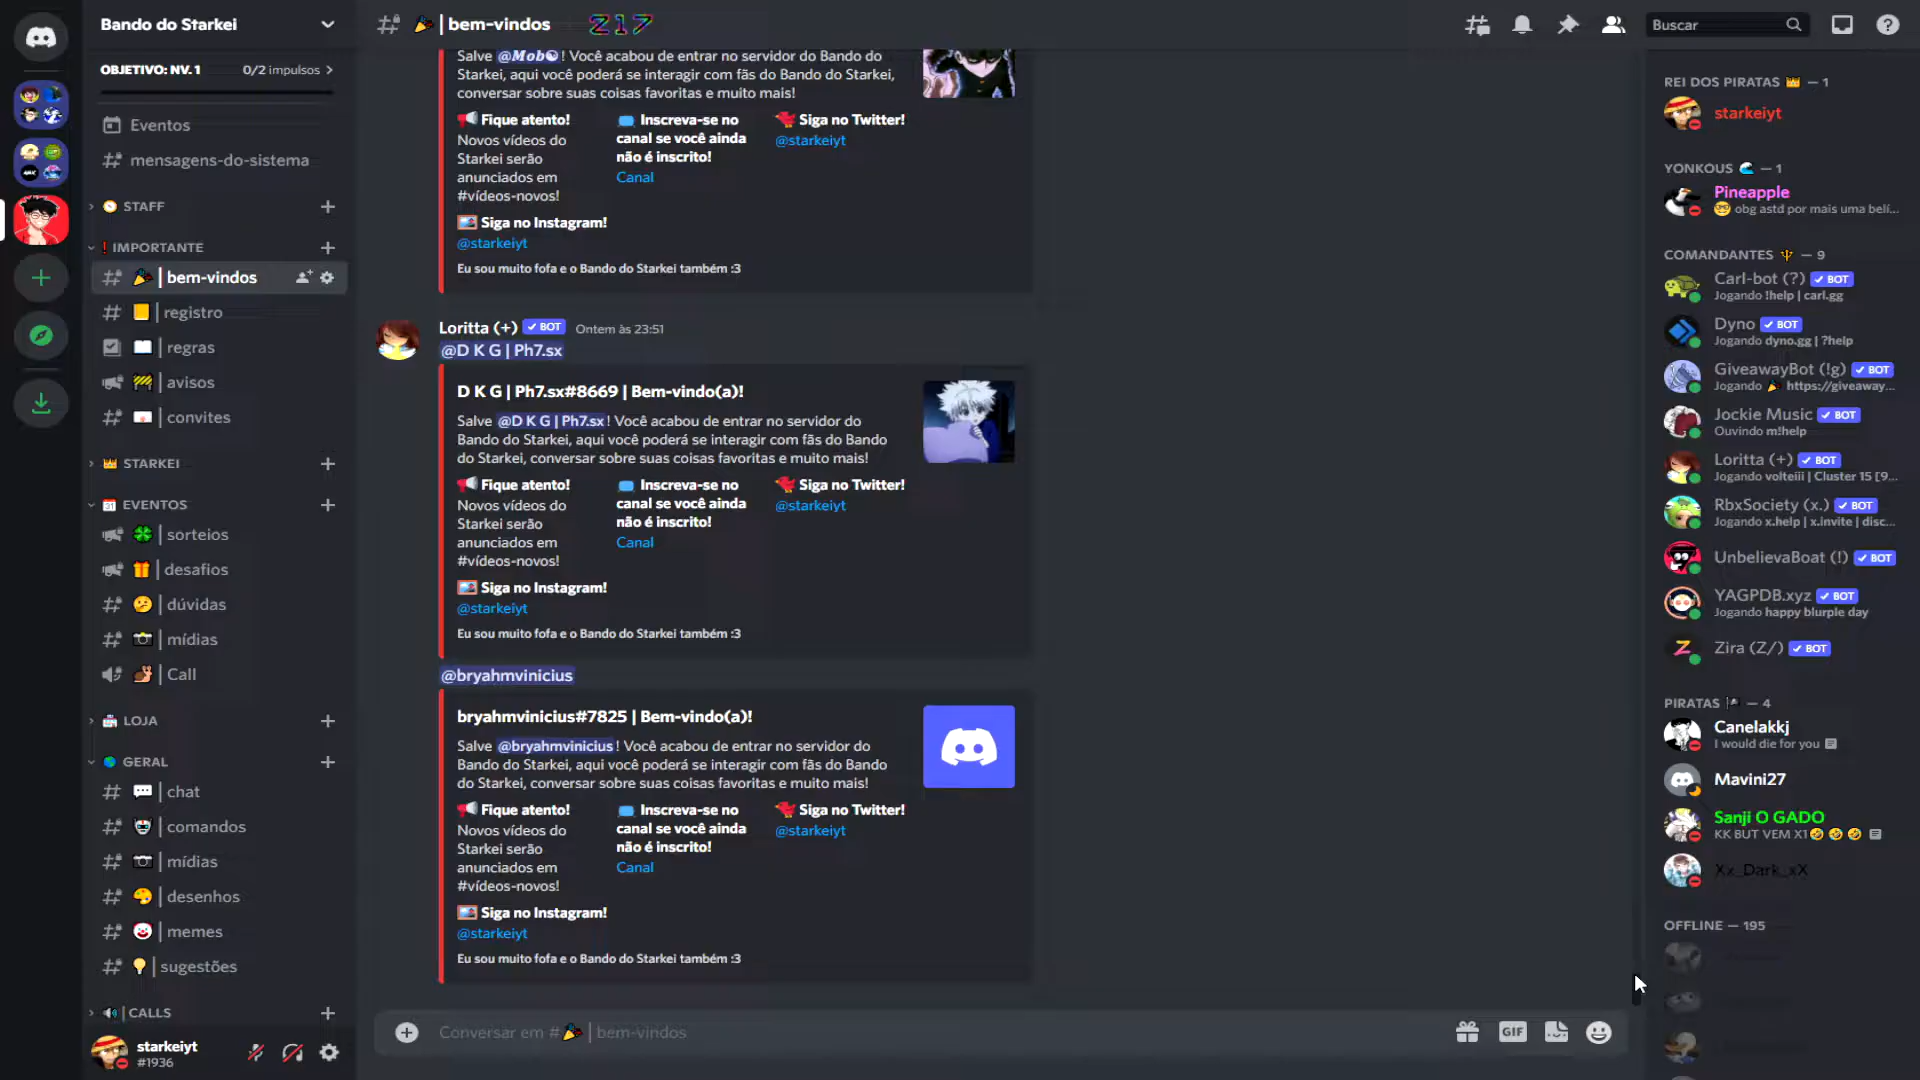 Bando do Starkei
OBJETIVO: NV. 1 0/2 impulsos
Eventos
mensagens-do-sistema
STAFF
IMPORTANTE
bem-vindos
registro
regras
avisos
convites
STARKEI
EVENTOS
sorteios
desafios
dúvidas
mídias
Call
LOJA
GERAL
chat
comandos
mídias
desenhos
memes
sugestões
CALLS
starkeiyt
#1936
| bem-vindos
217
Salve @Mob! Você acabou de entrar no servidor do Bando do
Starkei, aqui você poderá se interagir com fãs do Bando do Starkei,
conversar sobre suas coisas favoritas e muito mais!
Fique atento!
Novos vídeos do
Starkei serão
anunciados em
#vídeos-novos!
Inscreva-se no
canal se você ainda
não é inscrito!
Canal
Siga no Twitter!
@starkeiyt
Siga no Instagram!
@starkeiyt
Eu sou muito fofa e o Bando do Starkei também :3
Loritta (+) BOT Ontem às 23:51
@D K G | Ph7.sx
D K G | Ph7.sx#8669 | Bem-vindo(a)!
Salve @D K G | Ph7.sx! Você acabou de entrar no servidor do
Bando do Starkei, aqui você poderá se interagir com fãs do Bando
do Starkei, conversar sobre suas coisas favoritas e muito mais!
Fique atento!
Novos vídeos do
Starkei serão
anunciados em
#vídeos-novos!
Inscreva-se no
canal se você ainda
não é inscrito!
Canal
Siga no Twitter!
@starkeiyt
Siga no Instagram!
@starkeiyt
Eu sou muito fofa e o Bando do Starkei também :3
@bryahmvinicius
bryahmvinicius#7825 | Bem-vindo(a)!
Salve @bryahmvinicius! Você acabou de entrar no servidor do
Bando do Starkei, aqui você poderá se interagir com fãs do Bando
do Starkei, conversar sobre suas coisas favoritas e muito mais!
Fique atento!
Novos vídeos do
Starkei serão
anunciados em
#vídeos-novos!
Inscreva-se no
canal se você ainda
não é inscrito!
Canal
Siga no Twitter!
@starkeiyt
Siga no Instagram!
@starkeiyt
Eu sou muito fofa e o Bando do Starkei também :3
Conversar em # | bem-vindos
GIF
Buscar
REI DOS PIRATAS — 1
starkeiyt
YONKOUS — 1
Pineapple
obg astd por mais uma belí...
COMANDANTES — 9
Carl-bot (?) BOT
Jogando !help | carl.gg
Dyno BOT
Jogando dyno.gg | ?help
GiveawayBot (!g) BOT
Jogando https://giveaway...
Jockie Music BOT
Ouvindo m!help
Loritta (+) BOT
Jogando volteiii | Cluster 15 [9...
RbxSociety (x.) BOT
Jogando x.help | x.invite | disc...
UnbelievaBoat (!) BOT
YAGPDB.xyz BOT
Jogando happy blurple day
Zira (Z/) BOT
PIRATAS — 4
Canelakkj
I would die for you
Mavini27
Sanji O GADO
KK BUT VEM X1
Xx_Dark_xX
OFFLINE — 195